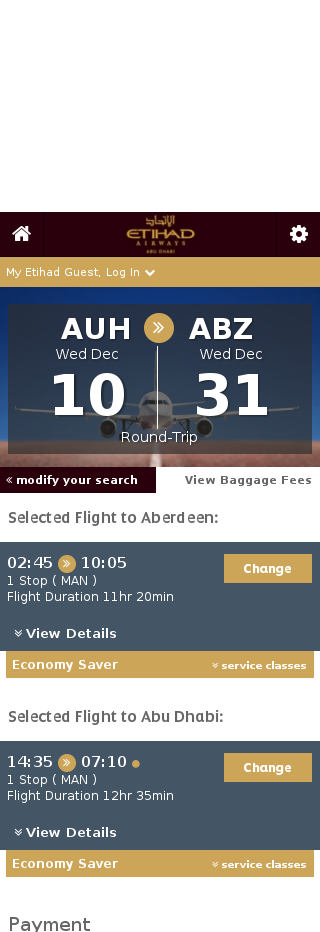 الإتحاد
ETIHAD
AIRWAYS
ABU DHABI
My Etihad Guest, Log In
AUH ABZ
Wed Dec Wed Dec
10 31
Round-Trip
modify your search View Baggage Fees
Selected Flight to Aberdeen:
02:45 10:05
Change
1 Stop ( MAN )
Flight Duration 11hr 20min
View Details
Economy Saver service classes
Selected Flight to Abu Dhabi:
14:35 07:10
Change
1 Stop ( MAN )
Flight Duration 12hr 35min
View Details
Economy Saver service classes
Payment